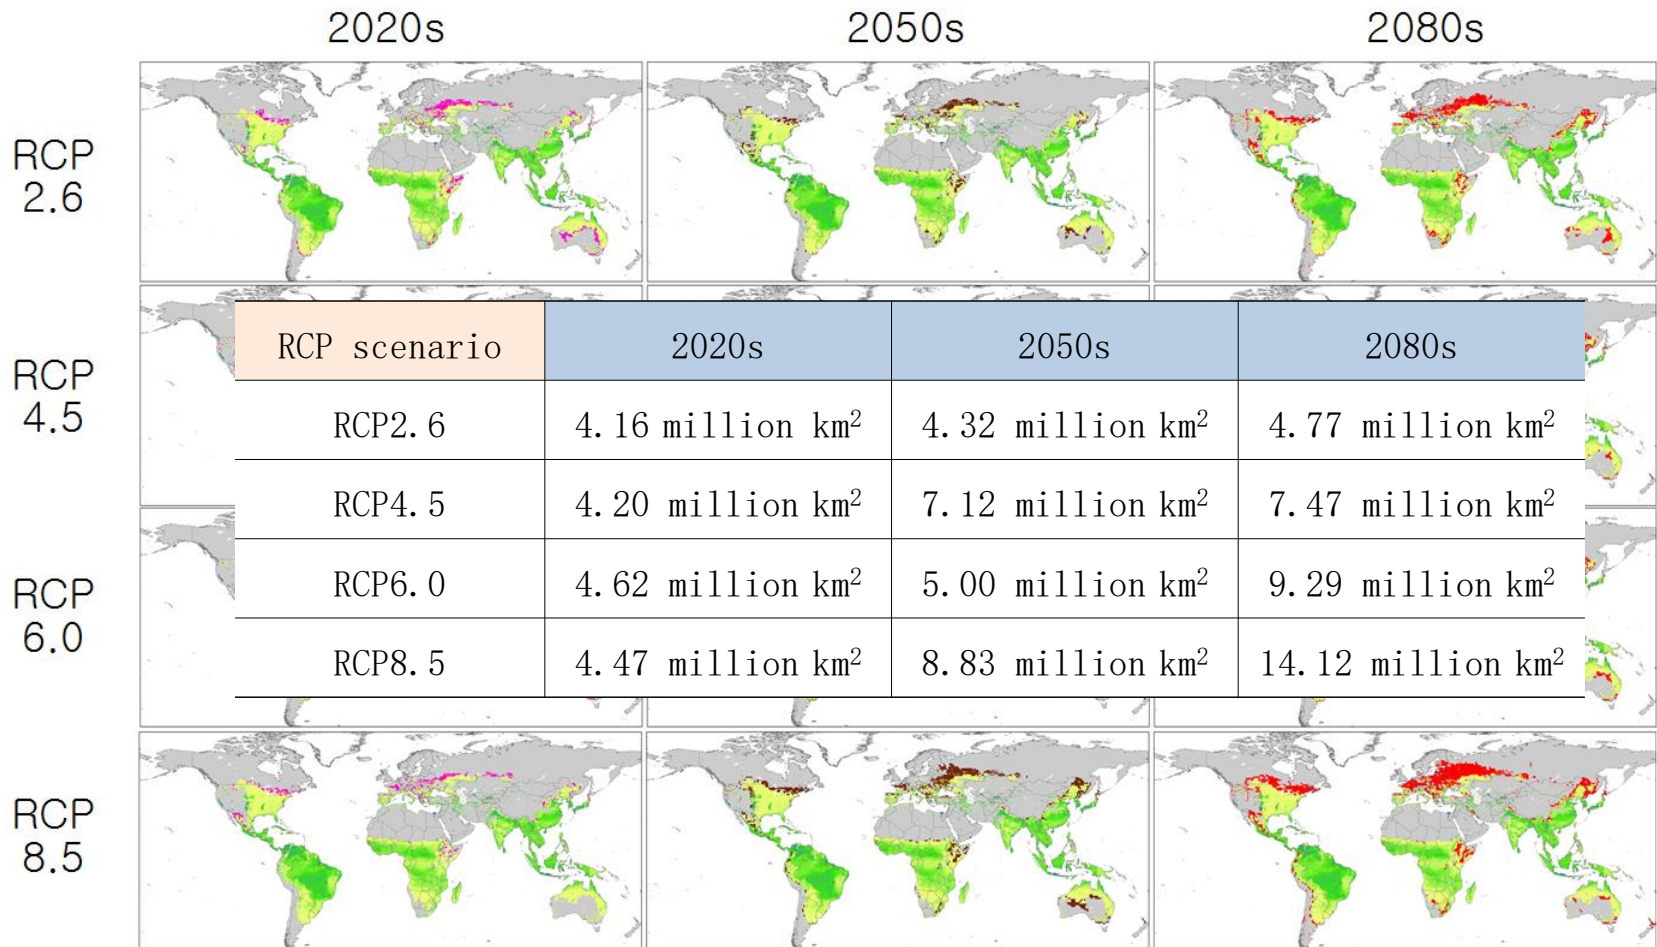 2020s 2050s 2080s
RCP
2.6
RCP
4.5
RCP scenario 2020s 2050s 2080s
RCP2.6 4.16 million km² 4.32 million km² 4.77 million km²
RCP4.5 4.20 million km² 7.12 million km² 7.47 million km²
RCP6.0 4.62 million km² 5.00 million km² 9.29 million km²
RCP8.5 4.47 million km² 8.83 million km² 14.12 million km²
RCP
6.0
RCP
8.5